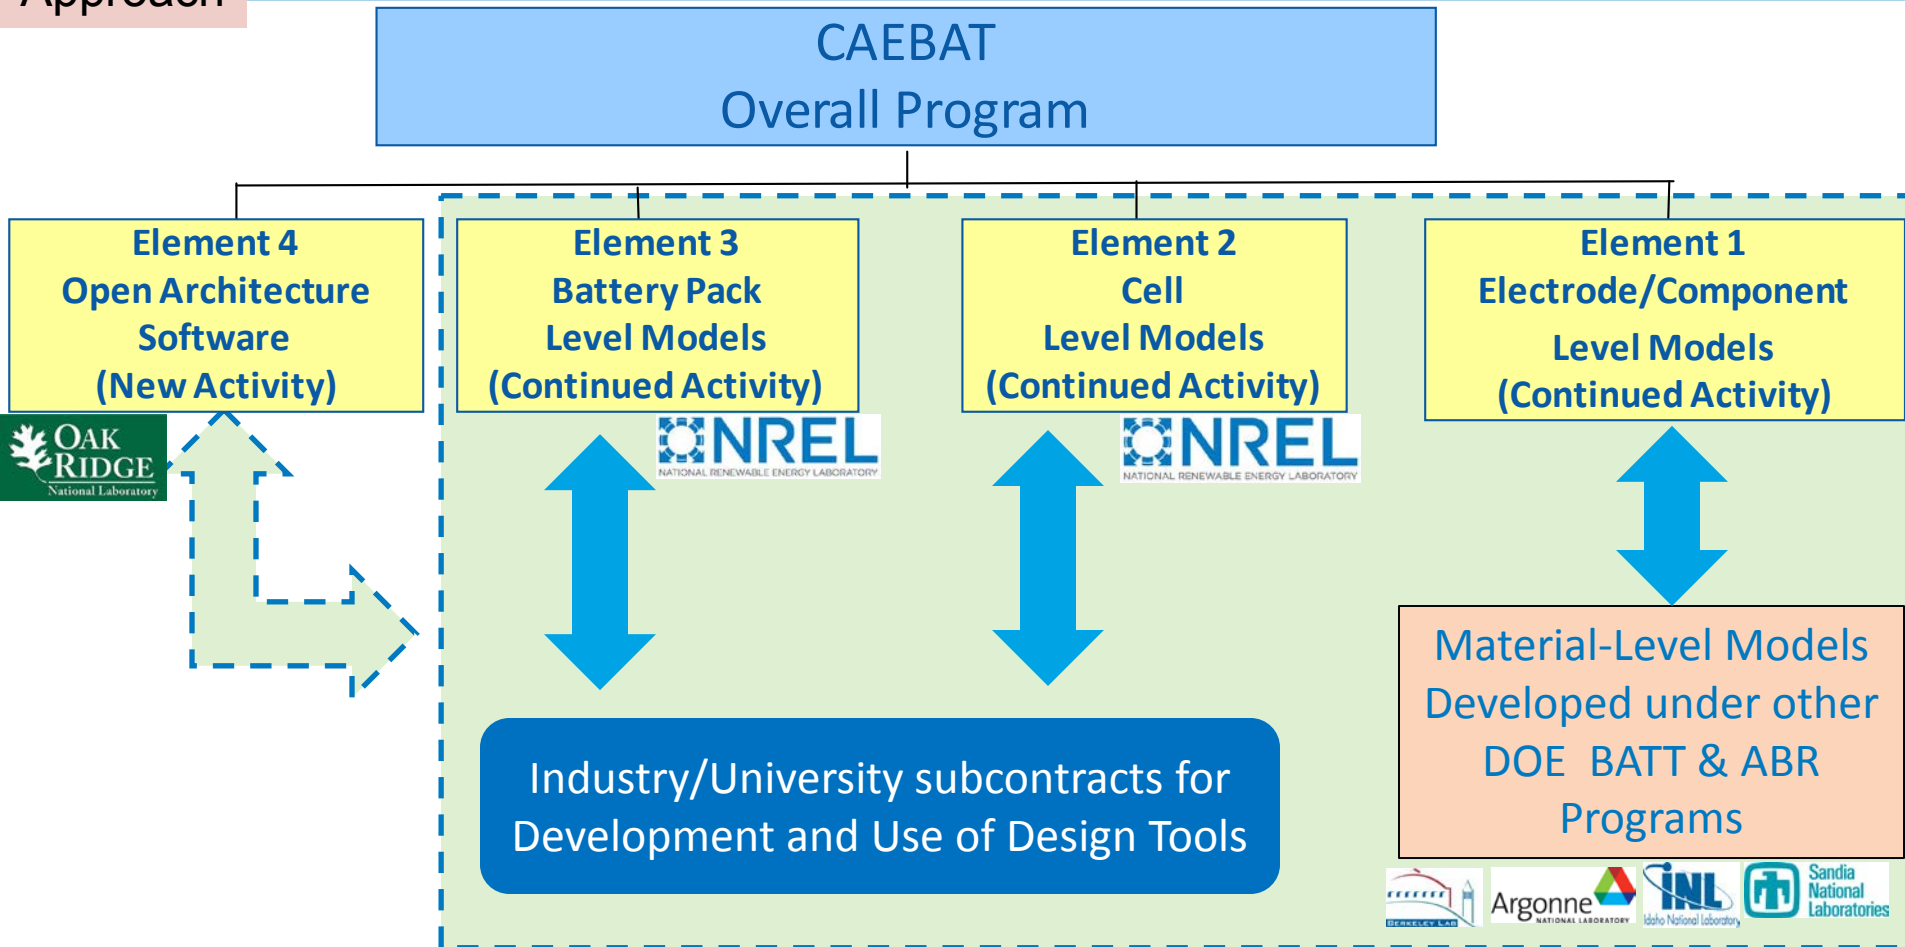 Approach
CAEBAT
Overall Program
Element 4
Open Architecture
Software
(New Activity)
Element 3
Battery Pack
Level Models
(Continued Activity)
Element 2
Cell
Level Models
(Continued Activity)
Element 1
Electrode/Component
Level Models
(Continued Activity)
OAK
RIDGE
National Laboratory
NREL
NATIONAL RENEWABLE ENERGY LABORATORY
NREL
NATIONAL RENEWABLE ENERGY LABORATORY
Industry/University subcontracts for
Development and Use of Design Tools
Material-Level Models
Developed under other
DOE BATT & ABR
Programs
BERKELEY LAB
Argonne
NATIONAL LABORATORY
INL
Idaho National Laboratory
Sandia
National
Laboratories